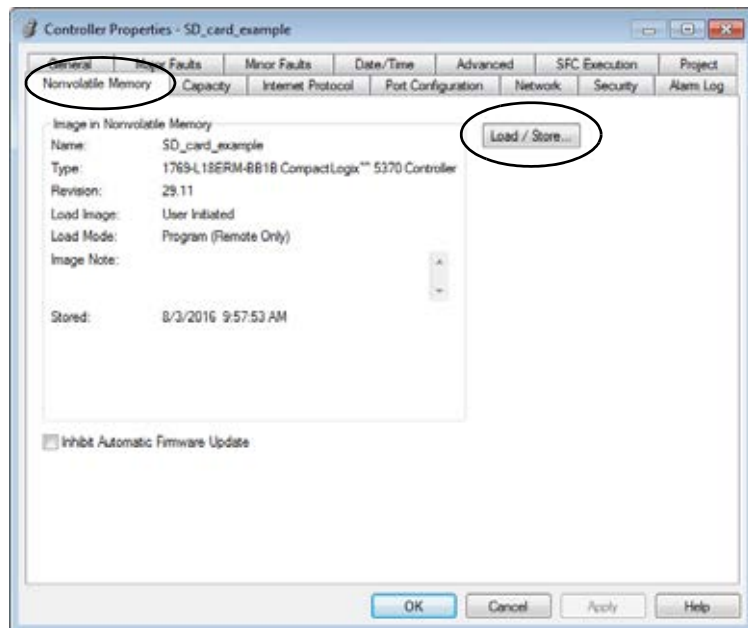 Controller Properties - SD_card_example
General Major Faults Minor Faults Date/Time Advanced SFC Execution Project
Nonvolatile Memory Capacity Internet Protocol Port Configuration Network Security Alarm Log
Image in Nonvolatile Memory
Load / Store...
Name: SD_card_example
Type: 1769-L18ERM-BB1B CompactLogix™ 5370 Controller
Revision: 29.11
Load Image: User Initiated
Load Mode: Program (Remote Only)
Image Note:
Stored: 8/3/2016 9:57:53 AM
Inhibit Automatic Firmware Update
OK Cancel Apply Help